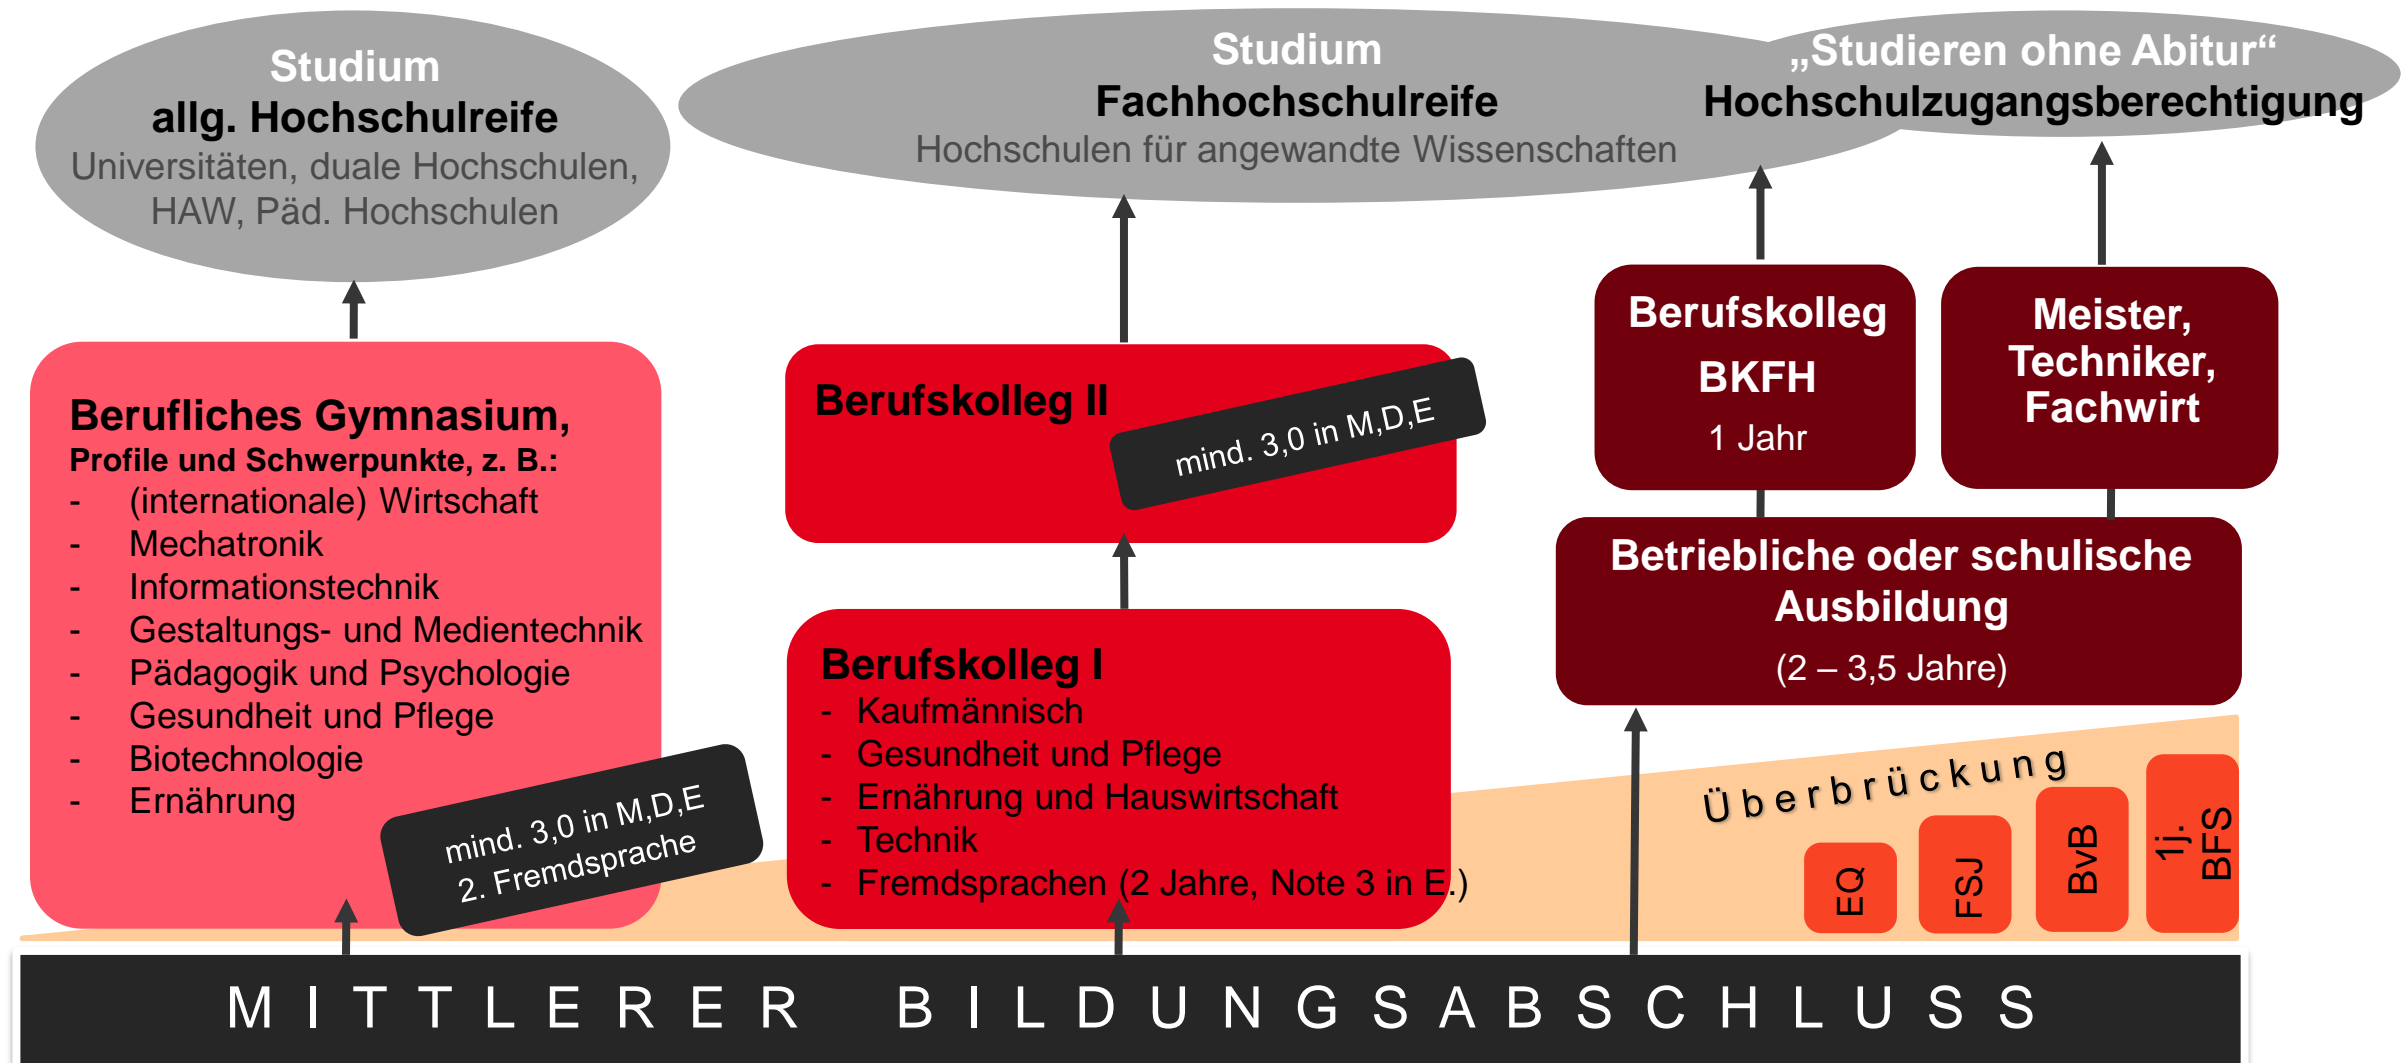 Studium
allg. Hochschulreife
Universitäten, duale Hochschulen,
HAW, Päd. Hochschulen
Studium
Fachhochschulreife
Hochschulen für angewandte Wissenschaften
„Studieren ohne Abitur“
Hochschulzugangsberechtigung
Berufliches Gymnasium,
Profile und Schwerpunkte, z. B.:
- (internationale) Wirtschaft
- Mechatronik
- Informationstechnik
- Gestaltungs- und Medientechnik
- Pädagogik und Psychologie
- Gesundheit und Pflege
- Biotechnologie
- Ernährung
mind. 3,0 in M,D,E
2. Fremdsprache
Berufskolleg II
mind. 3,0 in M,D,E
Berufskolleg I
- Kaufmännisch
- Gesundheit und Pflege
- Ernährung und Hauswirtschaft
- Technik
- Fremdsprachen (2 Jahre, Note 3 in E.)
Berufskolleg
BKFH
1 Jahr
Meister,
Techniker,
Fachwirt
Betriebliche oder schulische
Ausbildung
(2 – 3,5 Jahre)
Überbrückung
EQ
FSJ
BvB
1j.
BFS
MITTLERER BILDUNGSABSCHLUSS